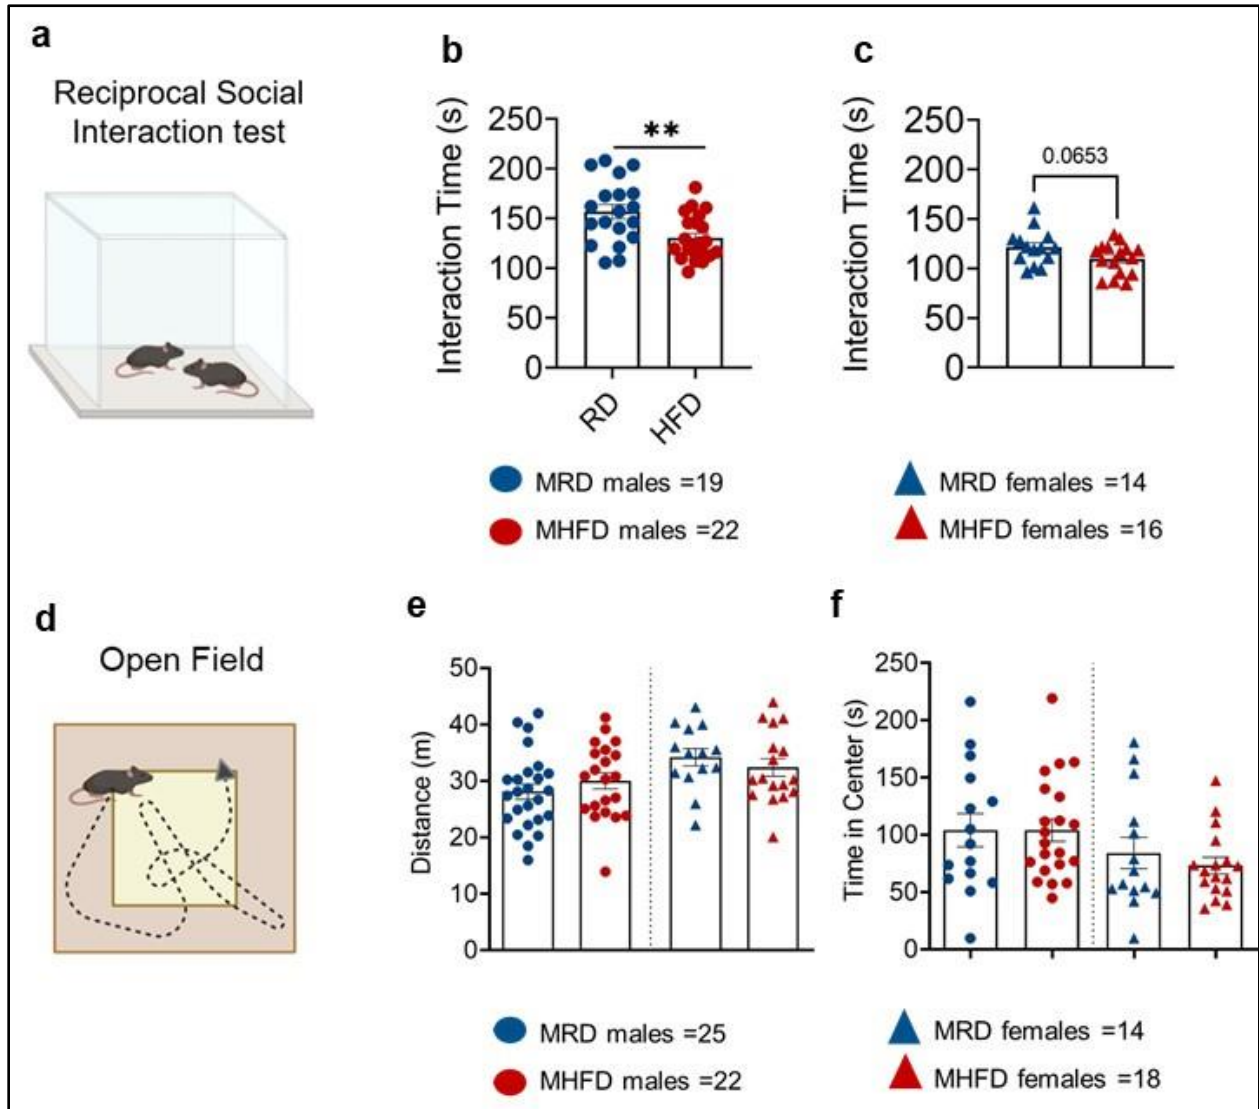 a
Reciprocal Social
Interaction test
b
Interaction Time (s)
250
200
150
100
50
0
**
RD
HFD
MRD males =19
MHFD males =22
c
Interaction Time (s)
250
200
150
100
50
0
0.0653
MRD females =14
MHFD females =16
d
Open Field
e
Distance (m)
50
40
30
20
10
0
MRD males =25
MHFD males =22
f
Time in Center (s)
250
200
150
100
50
0
MRD females =14
MHFD females =18